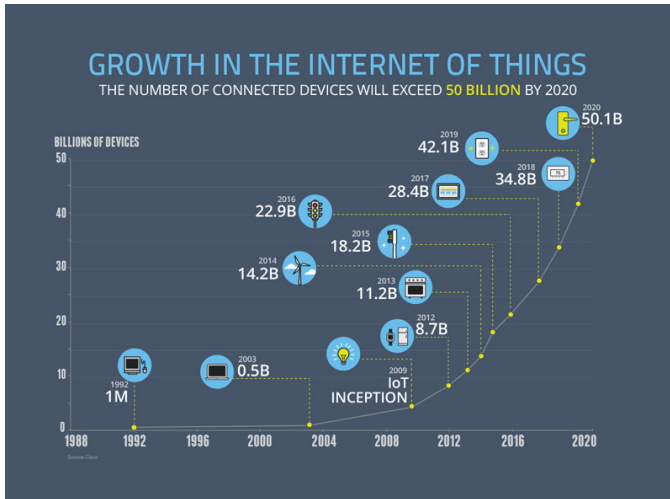 GROWTH IN THE INTERNET OF THINGS
THE NUMBER OF CONNECTED DEVICES WILL EXCEED 50 BILLION BY 2020
BILLIONS OF DEVICES
50
40
30
20
10
0
1992
1M
2003
0.5B
2009
IoT
INCEPTION
2012
8.7B
2013
11.2B
2014
14.2B
2015
18.2B
2016
22.9B
2017
28.4B
2018
34.8B
2019
42.1B
2020
50.1B
1988
1992
1996
2000
2004
2008
2012
2016
2020
Source: Cisco